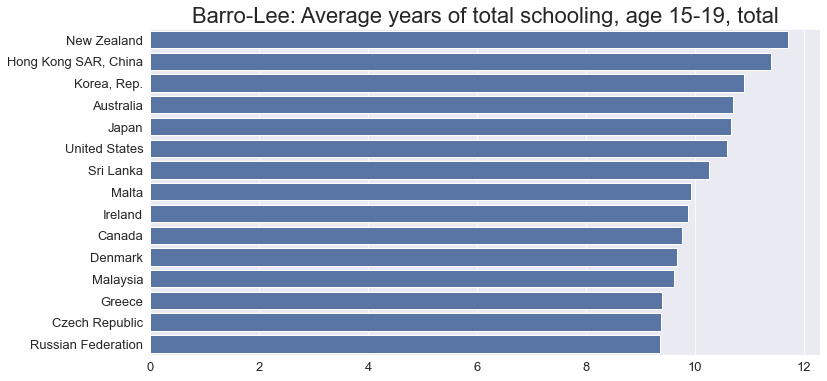 Barro-Lee: Average years of total schooling, age 15-19, total
New Zealand
Hong Kong SAR, China
Korea, Rep.
Australia
Japan
United States
Sri Lanka
Malta
Ireland
Canada
Denmark
Malaysia
Greece
Czech Republic
Russian Federation
0 2 4 6 8 10 12